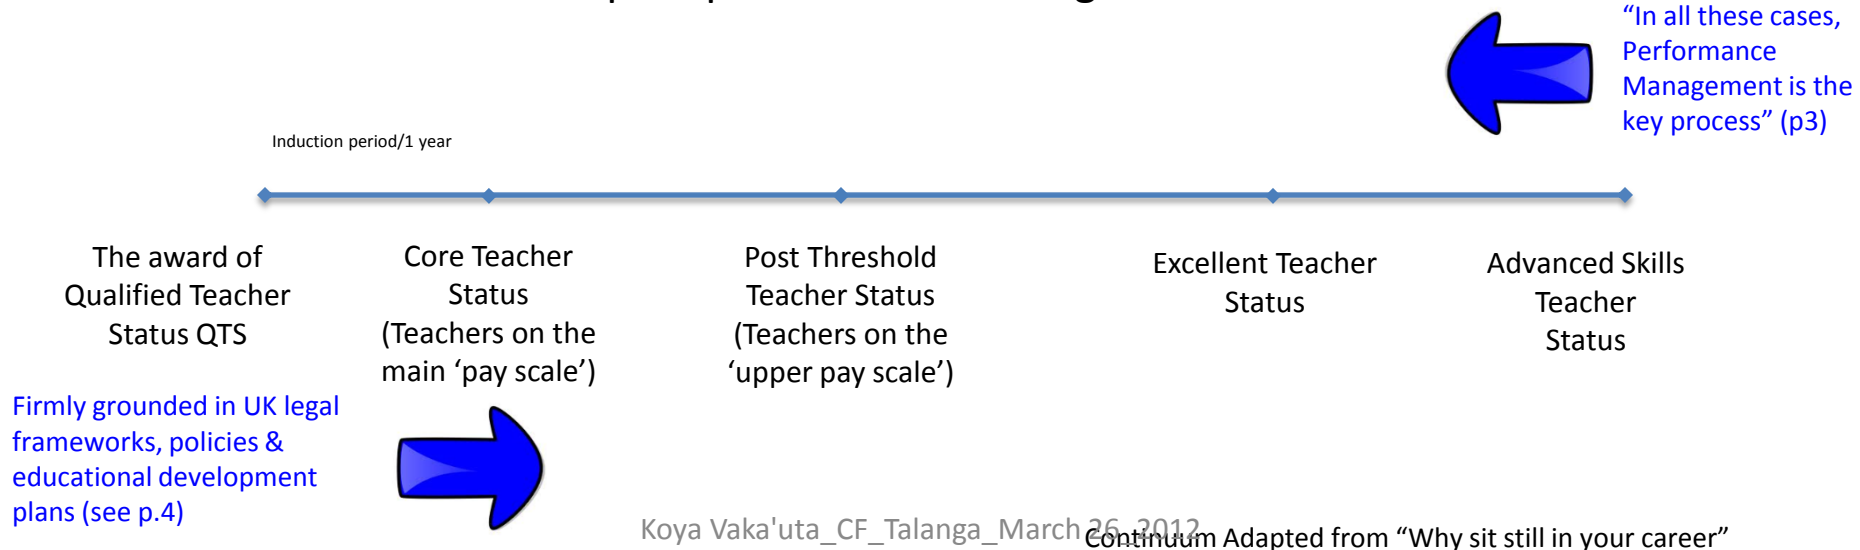 “In all these cases,
Performance
Management is the
key process” (p3)
Induction period/1 year
The award of
Qualified Teacher
Status QTS
Core Teacher
Status
(Teachers on the
main ‘pay scale’)
Post Threshold
Teacher Status
(Teachers on the
‘upper pay scale’)
Excellent Teacher
Status
Advanced Skills
Teacher
Status
Firmly grounded in UK legal
frameworks, policies &
educational development
plans (see p.4)
Koya Vaka'uta_CF_Talanga_March 26_2012
Continuum Adapted from “Why sit still in your career”